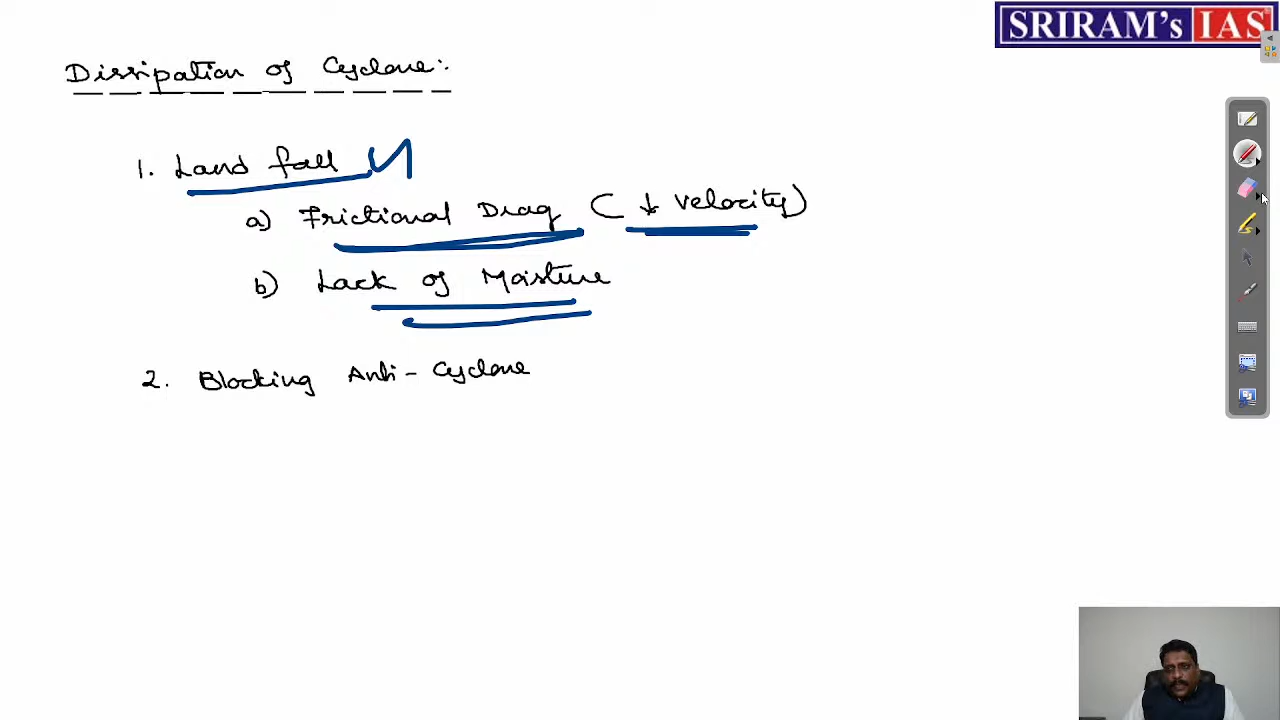 SRIRAM's IAS
Dissipation of Cyclone:
1. Land fall
a) Frictional Drag (↓ velocity)
b) Lack of Moisture
2. Blocking Anti-Cyclone